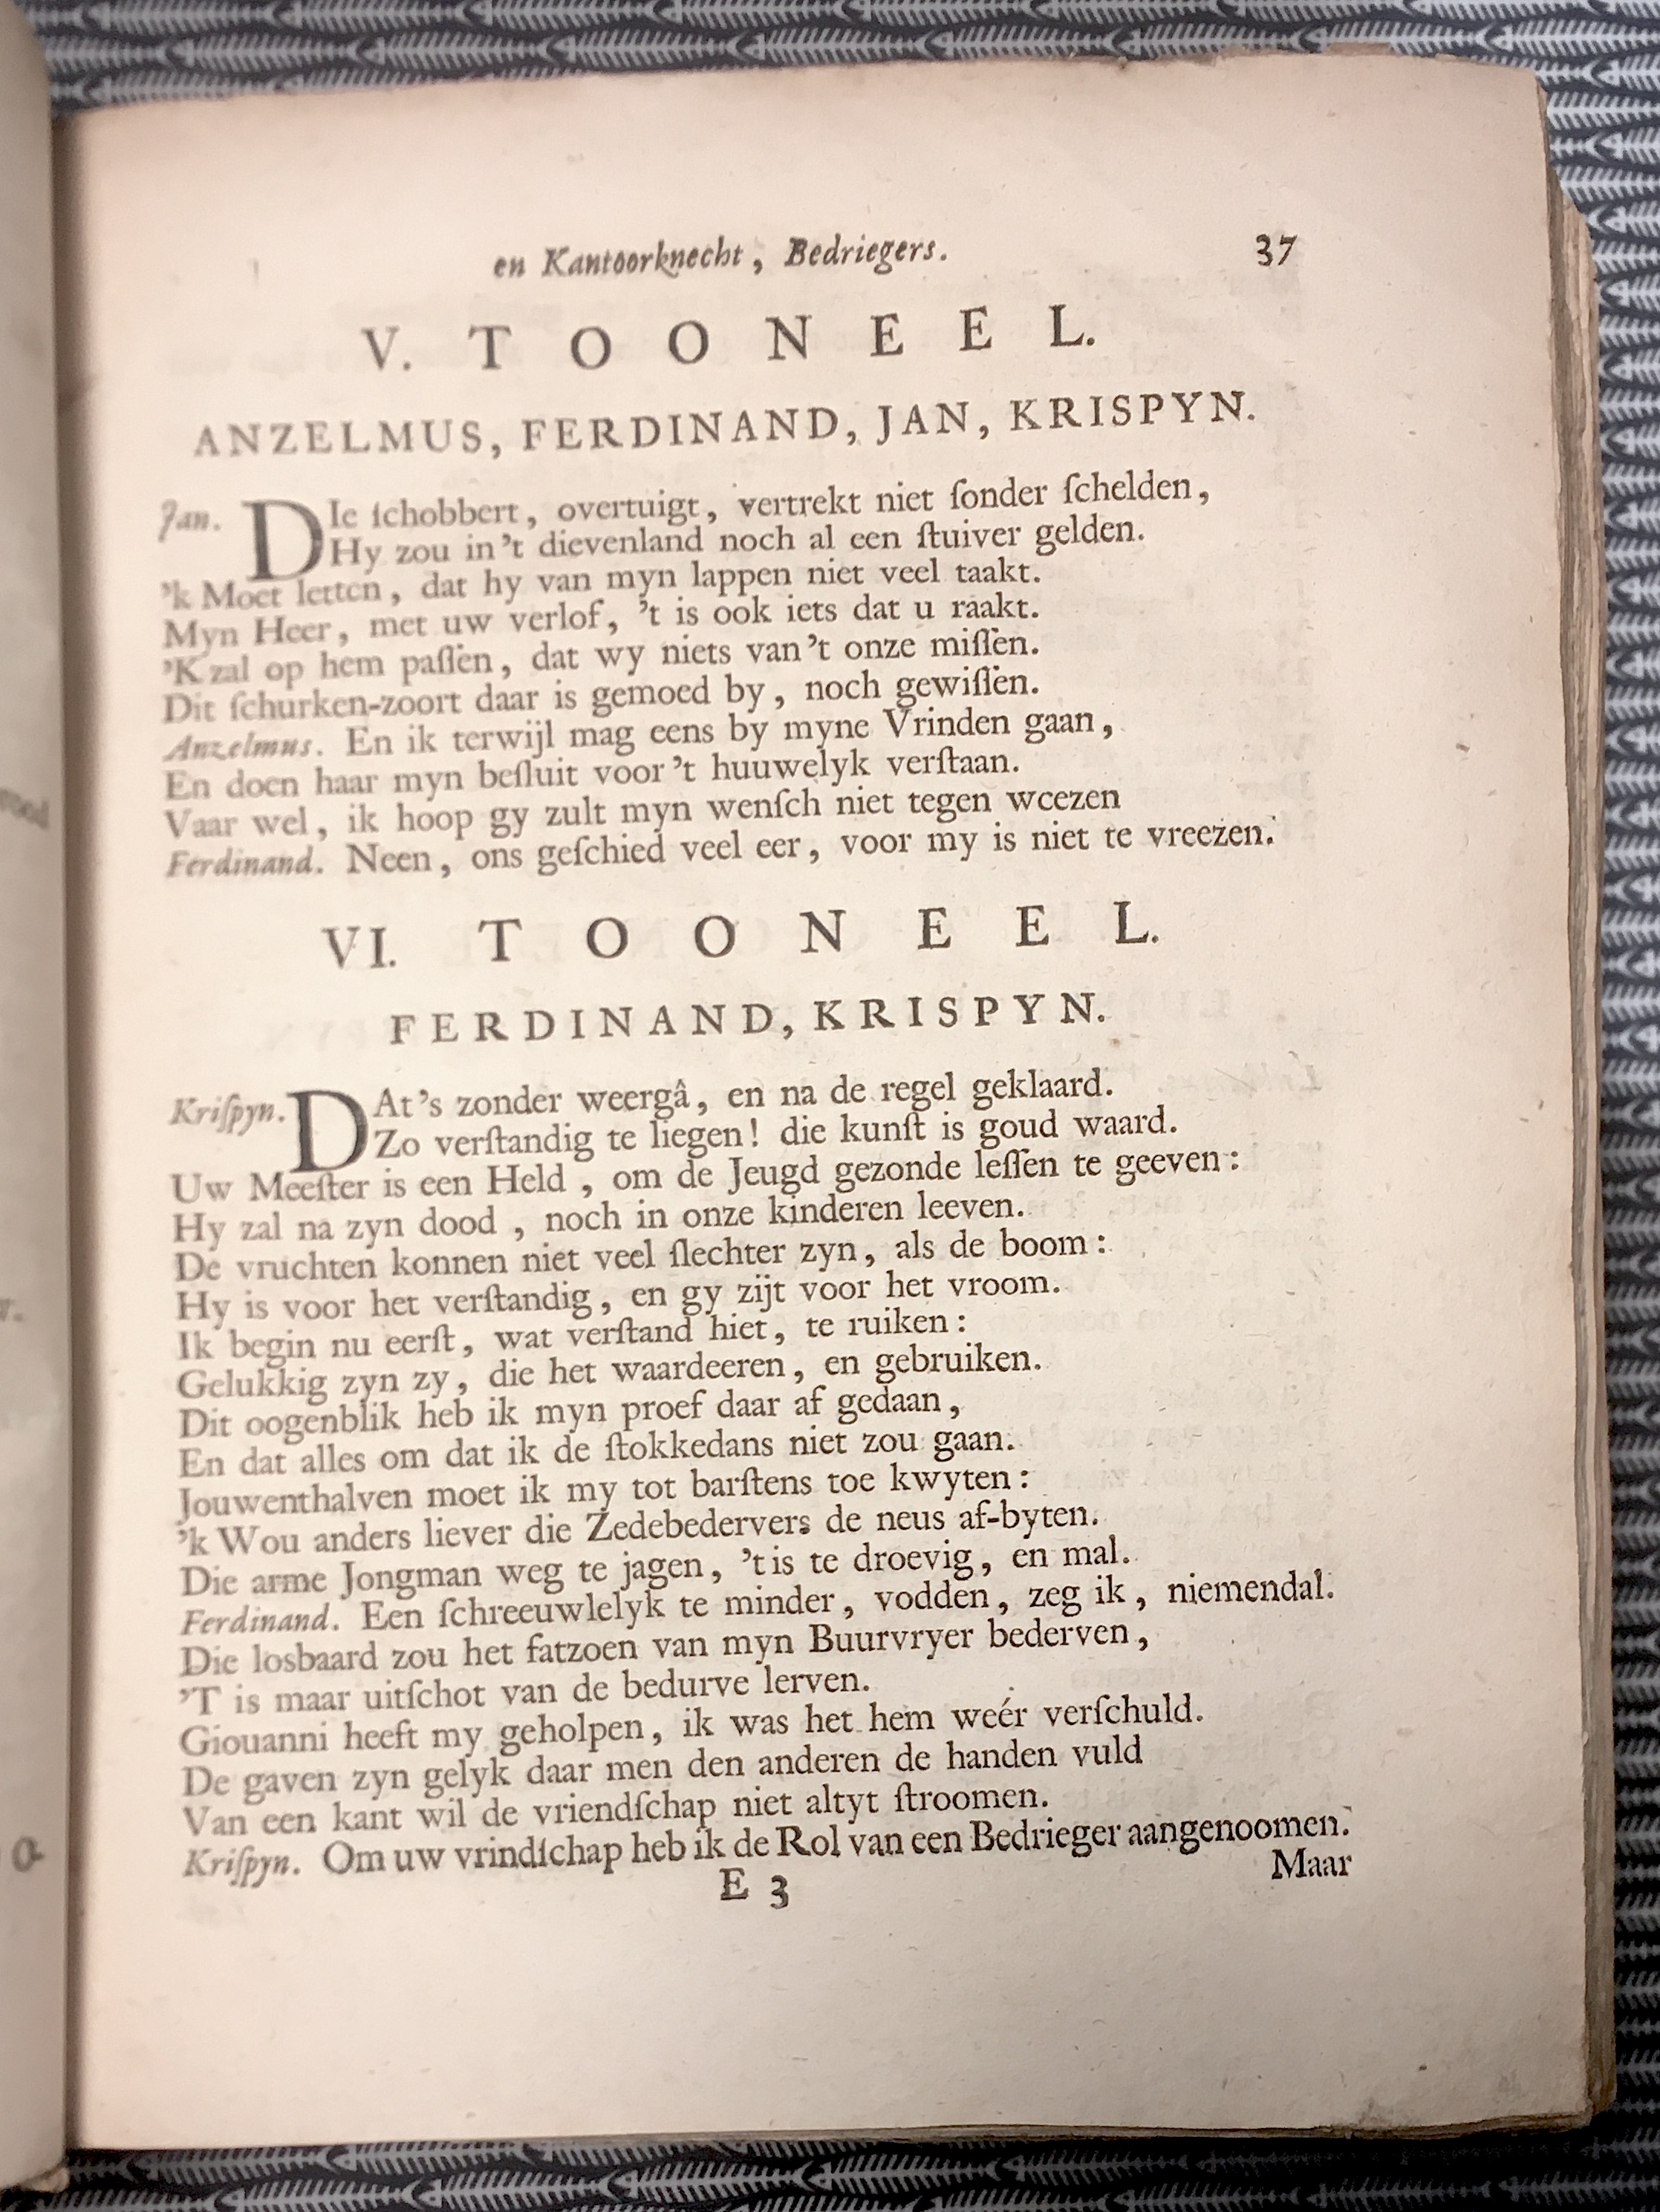 en Kantoorknecht, Bedriegers. 37
V. TOONEEL.
ANZELMUS, FERDINAND, JAN, KRISPYN.
Jan. DIe ſchobbert, overtuigt, vertrekt niet ſonder ſchelden,
Hy zou in 't dievenland noch al een ſtuiver gelden.
'k Moet letten, dat hy van myn lappen niet veel taakt.
Myn Heer, met uw verlof, 't is ook iets dat u raakt.
'K zal op hem paſſen, dat wy niets van 't onze miſſen.
Dit ſchurken-zoort daar is gemoed by, noch gewiſſen.
Anzelmus. En ik terwijl mag eens by myne Vrinden gaan,
En doen haar myn beſluit voor 't huuwelyk verſtaan.
Vaar wel, ik hoop gy zult myn wenſch niet tegen weezen
Ferdinand. Neen, ons geſchied veel eer, voor my is niet te vreezen.
VI. TOONEEL.
FERDINAND, KRISPYN.
Kriſpyn. DAt's zonder weergâ, en na de regel geklaard.
Zo verſtandig te liegen! die kunſt is goud waard.
Uw Meeſter is een Held, om de Jeugd gezonde leſſen te geeven:
Hy zal na zyn dood, noch in onze kinderen leeven.
De vruchten konnen niet veel ſlechter zyn, als de boom:
Hy is voor het verſtandig, en gy zijt voor het vroom.
Ik begin nu eerſt, wat verſtand hiet, te ruiken:
Gelukkig zyn zy, die het waardeeren, en gebruiken.
Dit oogenblik heb ik myn proef daar af gedaan,
En dat alles om dat ik de ſtokkedans niet zou gaan.
Jouwenthalven moet ik my tot barſtens toe kwyten:
'k Wou anders liever die Zedebedervers de neus af-byten.
Die arme Jongman weg te jagen, 't is te droevig, en mal.
Ferdinand. Een ſchreeuwlelyk te minder, vodden, zeg ik, niemendal.
Die losbaard zou het fatzoen van myn Buurvryer bederven,
'T is maar uitſchot van de bedurve lerven.
Giouanni heeft my geholpen, ik was het hem weér verſchuld.
De gaven zyn gelyk daar men den anderen de handen vuld
Van een kant wil de vriendſchap niet altyt ſtroomen.
Kriſpyn. Om uw vrindſchap heb ik de Rol van een Bedrieger aangenoomen.
E 3 Maar